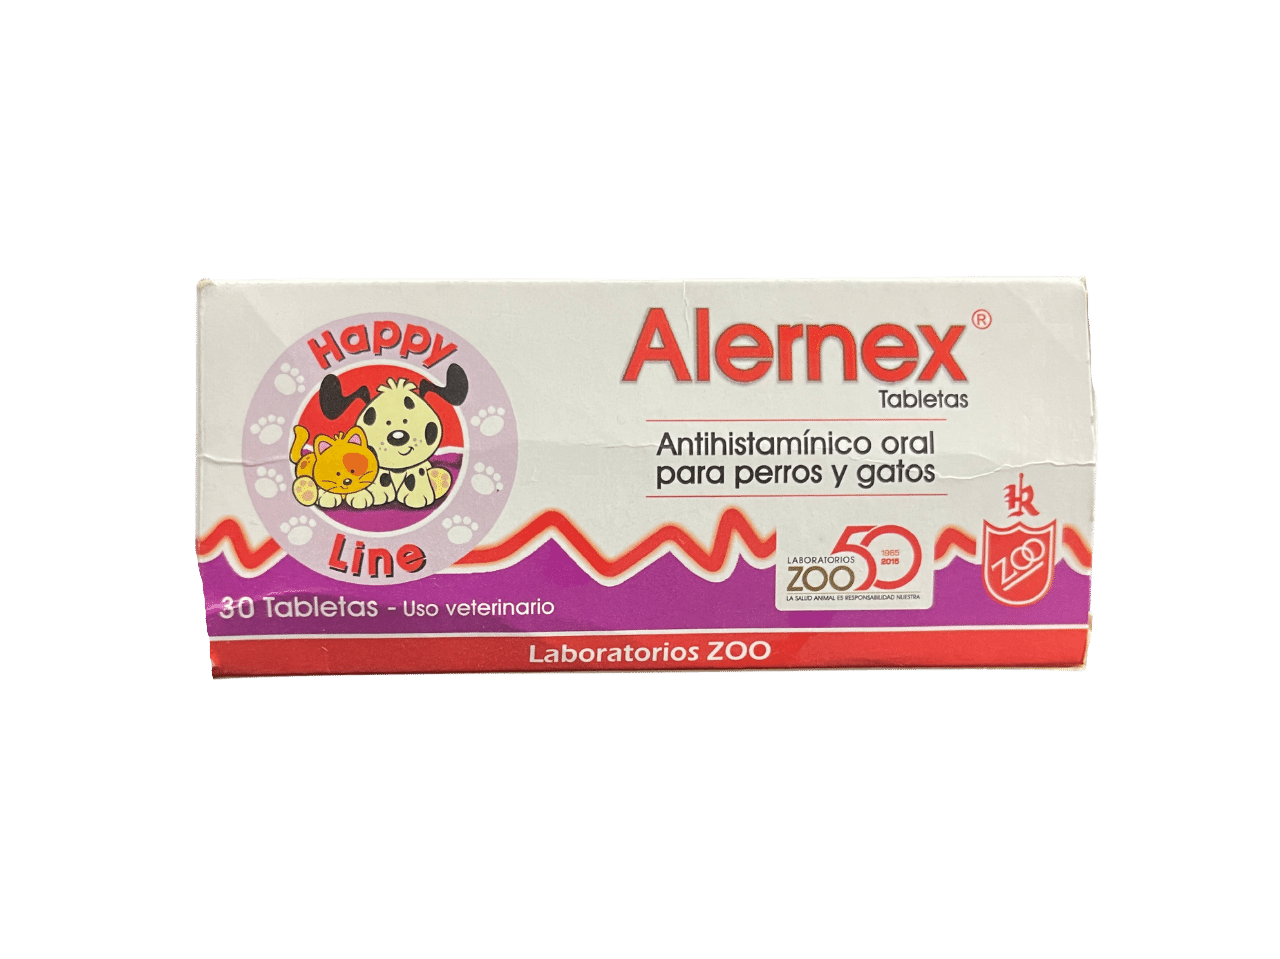 Happy
Line
Alernex®
Tabletas
Antihistamínico oral
para perros y gatos
LABORATORIOS
ZOO
50
1965
2015
LA SALUD ANIMAL ES RESPONSABILIDAD NUESTRA
ZOO
30 Tabletas - Uso veterinario
Laboratorios ZOO